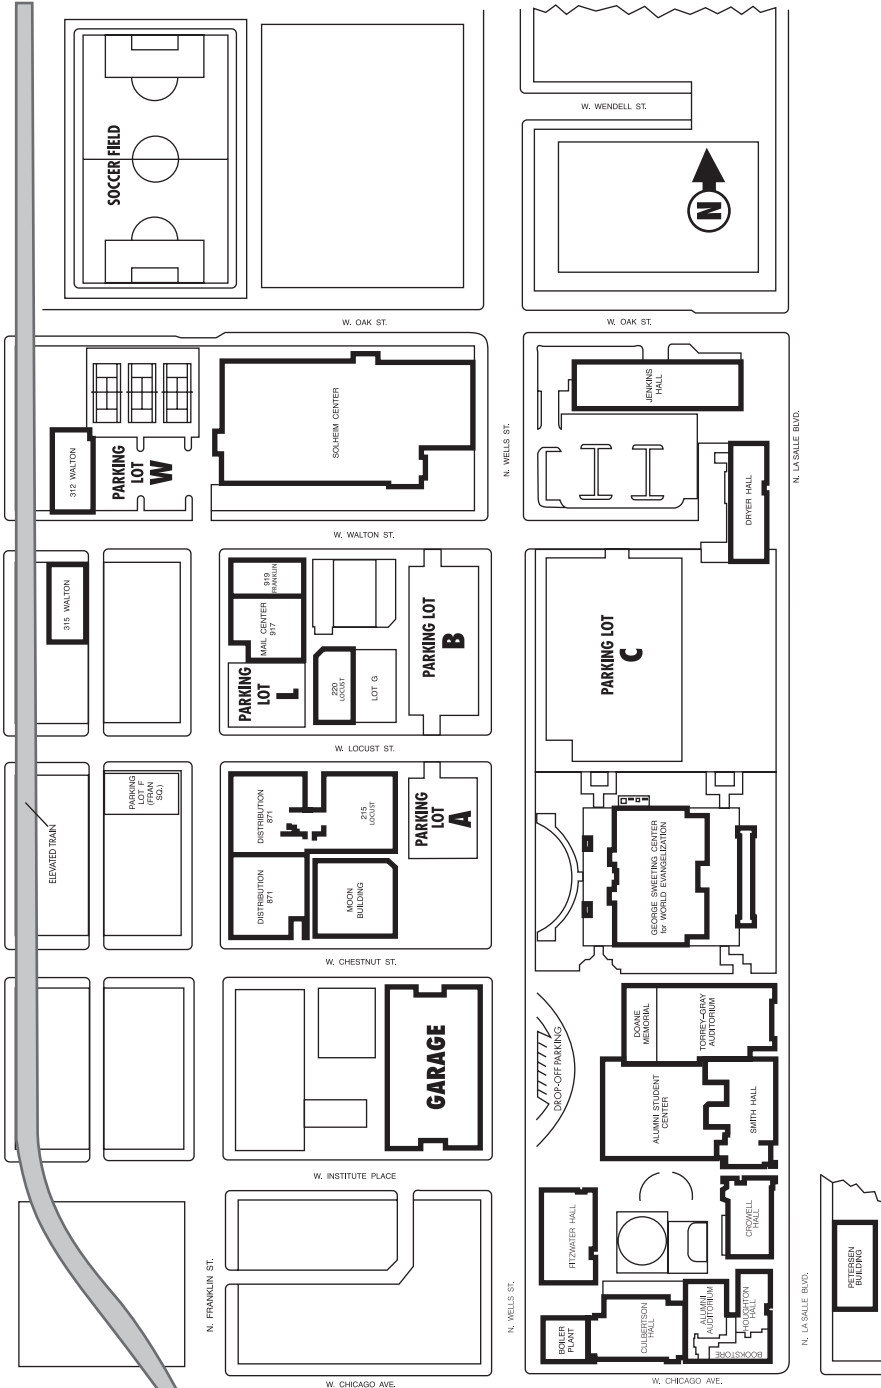 SOCCER FIELD
W. WENDELL ST.
N
W. OAK ST.
W. OAK ST.
SOLHEIM CENTER
JENKINS
HALL
N. WELLS ST.
N. LA SALLE BLVD.
312 WALTON
PARKING
LOT
W
DRYER HALL
W. WALTON ST.
315 WALTON
919
FRANKLIN
MAIL CENTER
917
PARKING
LOT
L
220
LOCUST
LOT G
PARKING LOT
B
PARKING LOT
C
W. LOCUST ST.
PARKING
LOT F
(FRAN
SQ.)
ELEVATED TRAIN
DISTRIBUTION
871
215
LOCUST
PARKING
LOT
A
DISTRIBUTION
871
MOON
BUILDING
GEORGE SWEETING CENTER
for WORLD EVANGELIZATION
W. CHESTNUT ST.
GARAGE
DROP-OFF PARKING
DOANE
MEMORIAL
TORREY–GRAY
AUDITORIUM
ALUMNI STUDENT
CENTER
SMITH HALL
W. INSTITUTE PLACE
FITZWATER HALL
CROWELL
HALL
PETERSEN
BUILDING
N. FRANKLIN ST.
N. WELLS ST.
N. LA SALLE BLVD.
BOILER
PLANT
CULBERTSON
HALL
ALUMNI
AUDITORIUM
HOUGHTON
HALL
BOOKSTORE
W. CHICAGO AVE.
W. CHICAGO AVE.